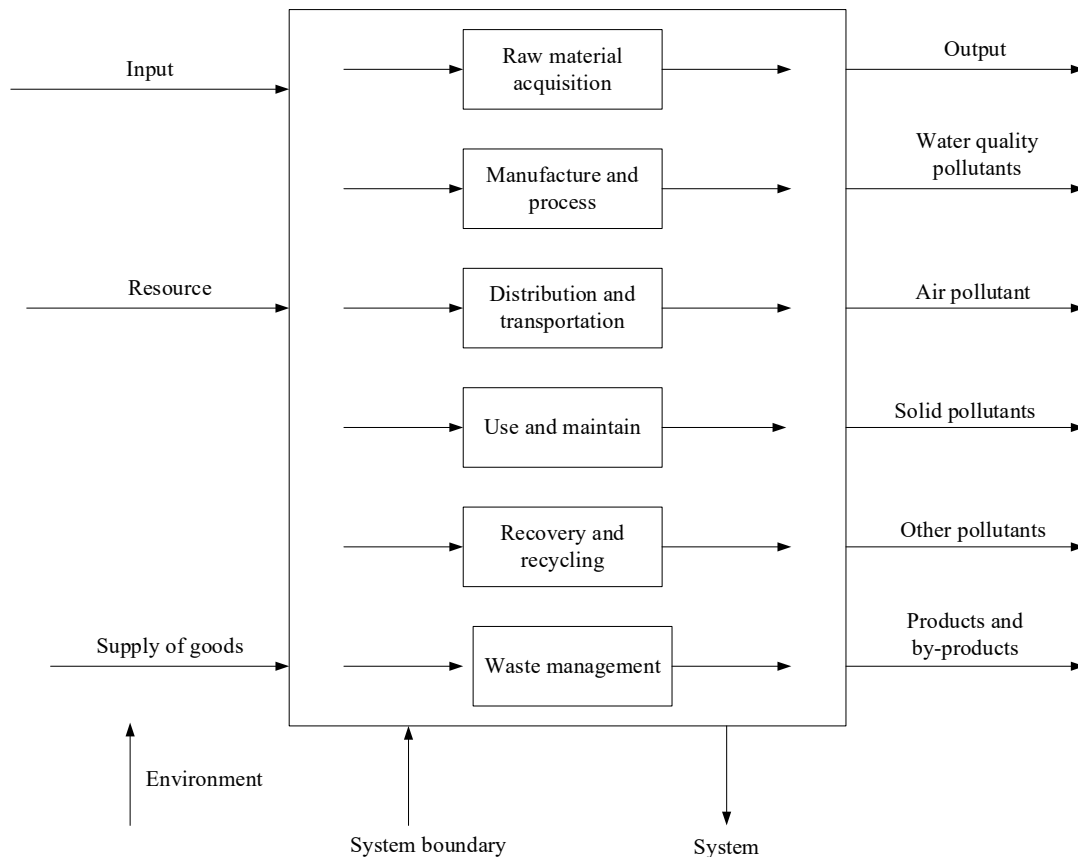 Input
Raw material
acquisition
Output
Manufacture and
process
Water quality
pollutants
Resource
Distribution and
transportation
Air pollutant
Use and maintain
Solid pollutants
Recovery and
recycling
Other pollutants
Supply of goods
Waste management
Products and
by-products
Environment
System boundary
System